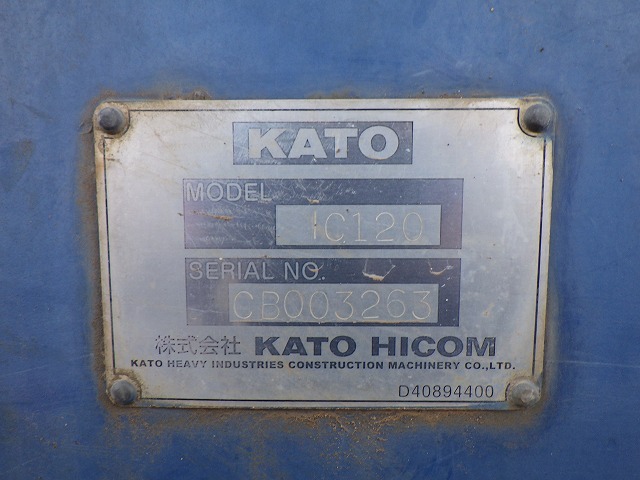 KATO
MODEL
IC120
SERIAL NO.
CB003263
株式会社 KATO HICOM
KATO HEAVY INDUSTRIES CONSTRUCTION MACHINERY CO.,LTD.
D40894400